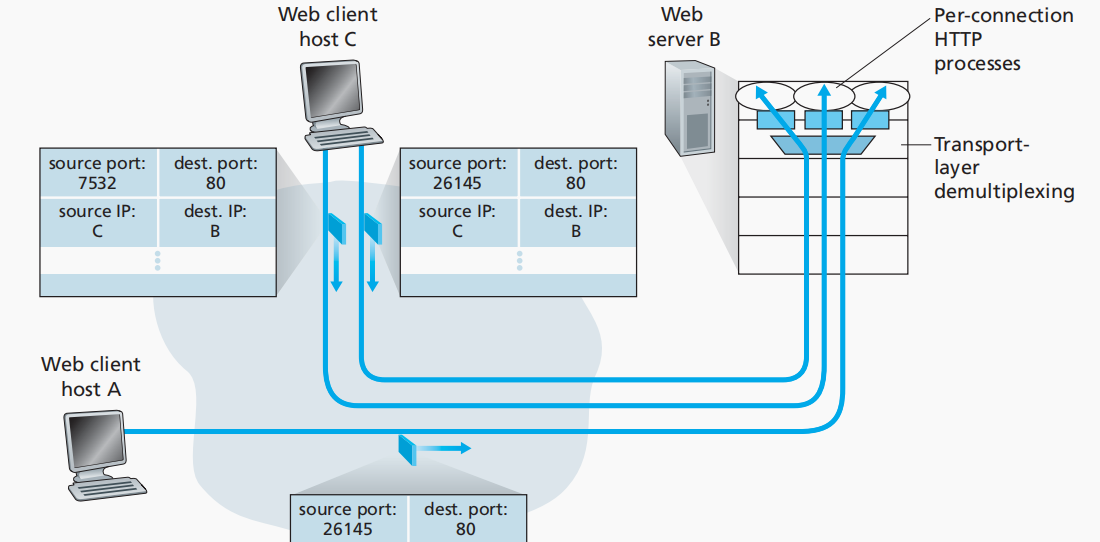 Web client
host C
Web
server B
Per-connection
HTTP
processes
Transport-
layer
demultiplexing
source port:
7532
dest. port:
80
source IP:
C
dest. IP:
B
source port:
26145
dest. port:
80
source IP:
C
dest. IP:
B
Web client
host A
source port:
26145
dest. port:
80